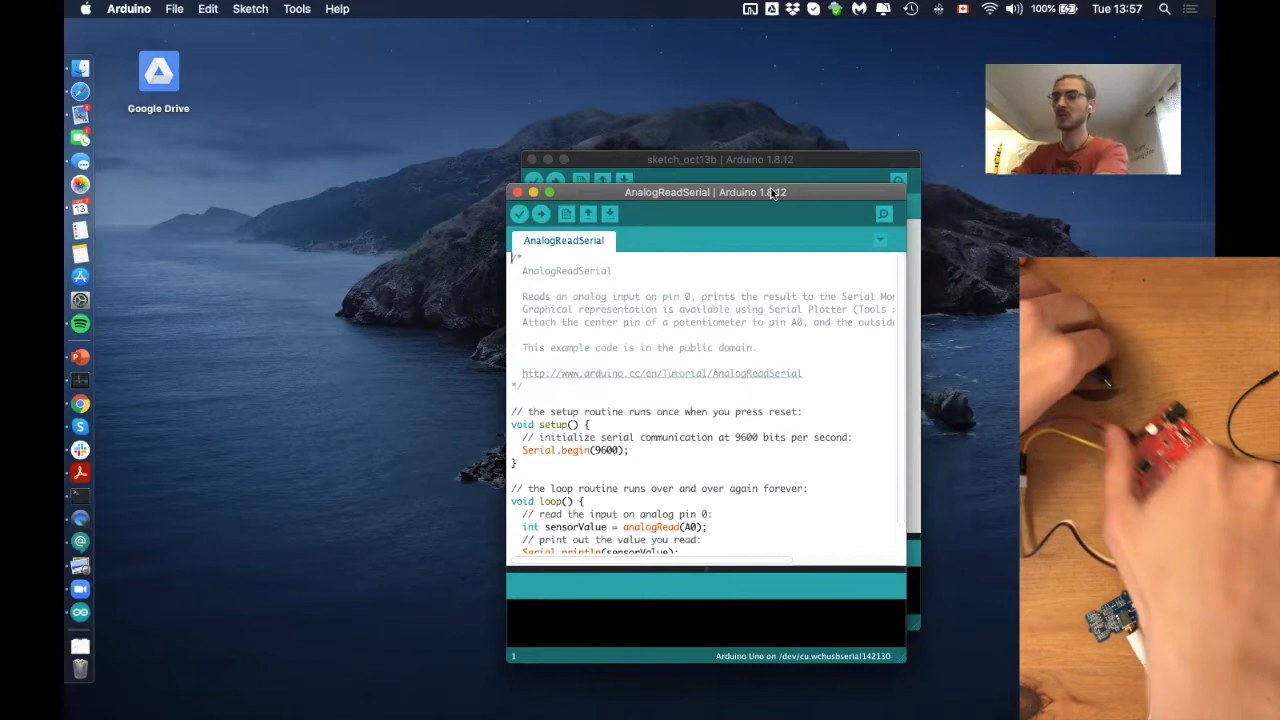 Arduino File Edit Sketch Tools Help
100% Tue 13:57
Google Drive
sketch_oct13b | Arduino 1.8.12
AnalogReadSerial | Arduino 1.8.12
AnalogReadSerial
/*
AnalogReadSerial
Reads an analog input on pin 0, prints the result to the Serial Mo
Graphical representation is available using Serial Plotter (Tools >
Attach the center pin of a potentiometer to pin A0, and the outside
This example code is in the public domain.
http://www.arduino.cc/en/Tutorial/AnalogReadSerial
*/
// the setup routine runs once when you press reset:
void setup() {
// initialize serial communication at 9600 bits per second:
Serial.begin(9600);
}
// the loop routine runs over and over again forever:
void loop() {
// read the input on analog pin 0:
int sensorValue = analogRead(A0);
// print out the value you read:
Serial.println(sensorValue);
1
Arduino Uno on /dev/cu.wchusbserial142130